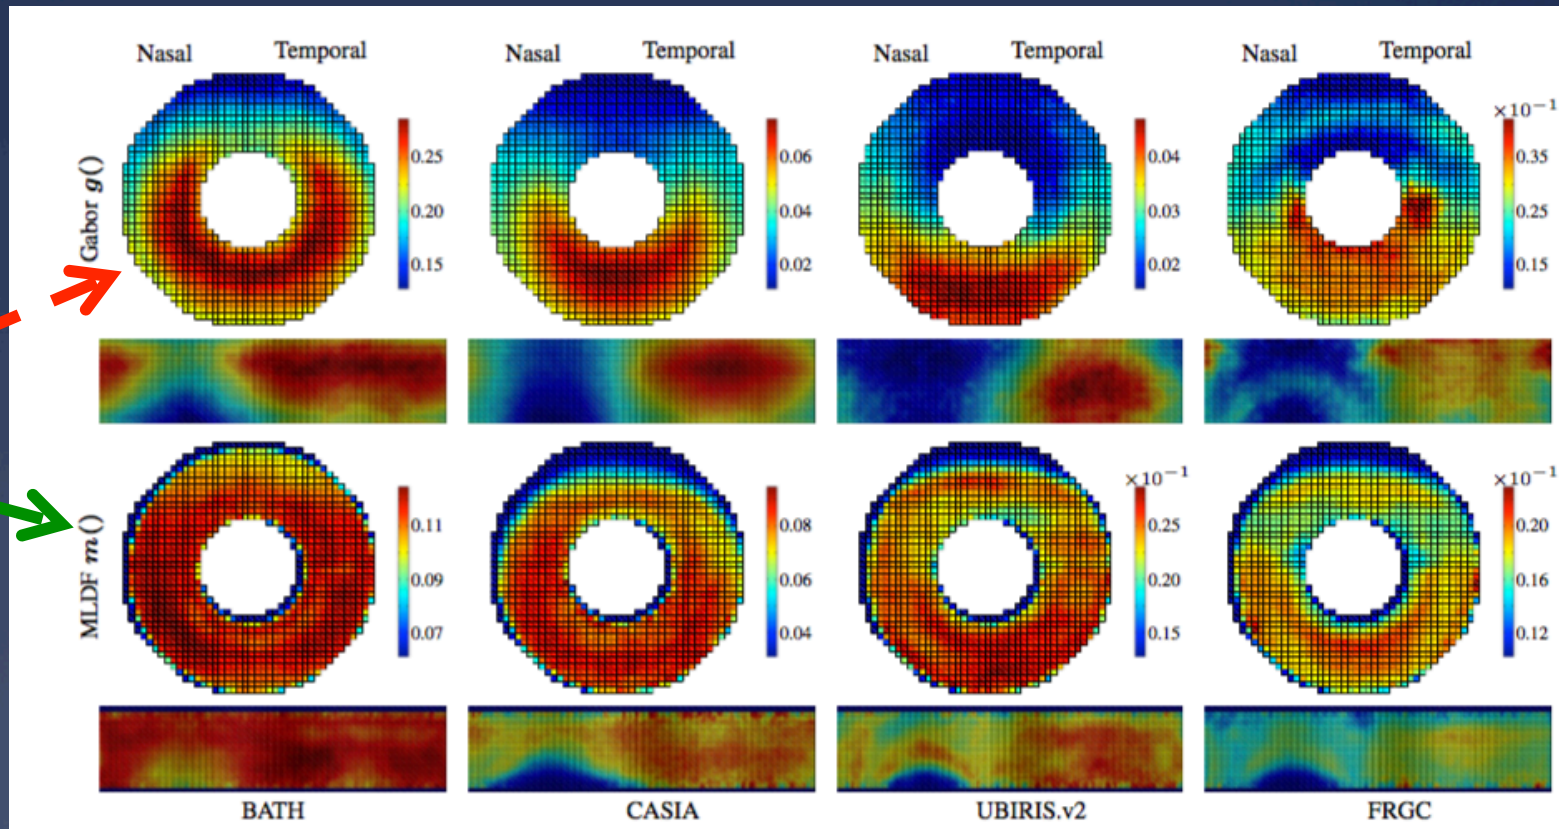 Nasal Temporal Nasal Temporal Nasal Temporal Nasal Temporal
×10⁻¹
Gabor g()
0.25 0.06 0.04 0.35
0.20 0.04 0.03 0.25
0.15 0.02 0.02 0.15
×10⁻¹ ×10⁻¹
MLDF m()
0.11 0.08 0.25 0.20
0.09 0.06 0.20 0.16
0.07 0.04 0.15 0.12
BATH CASIA UBIRIS.v2 FRGC